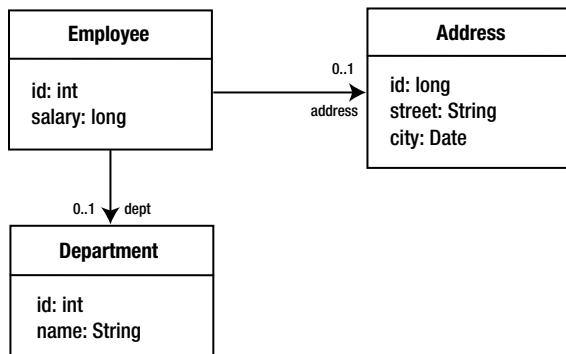 Employee
id: int
salary: long
0..1
address
Address
id: long
street: String
city: Date
0..1 dept
Department
id: int
name: String